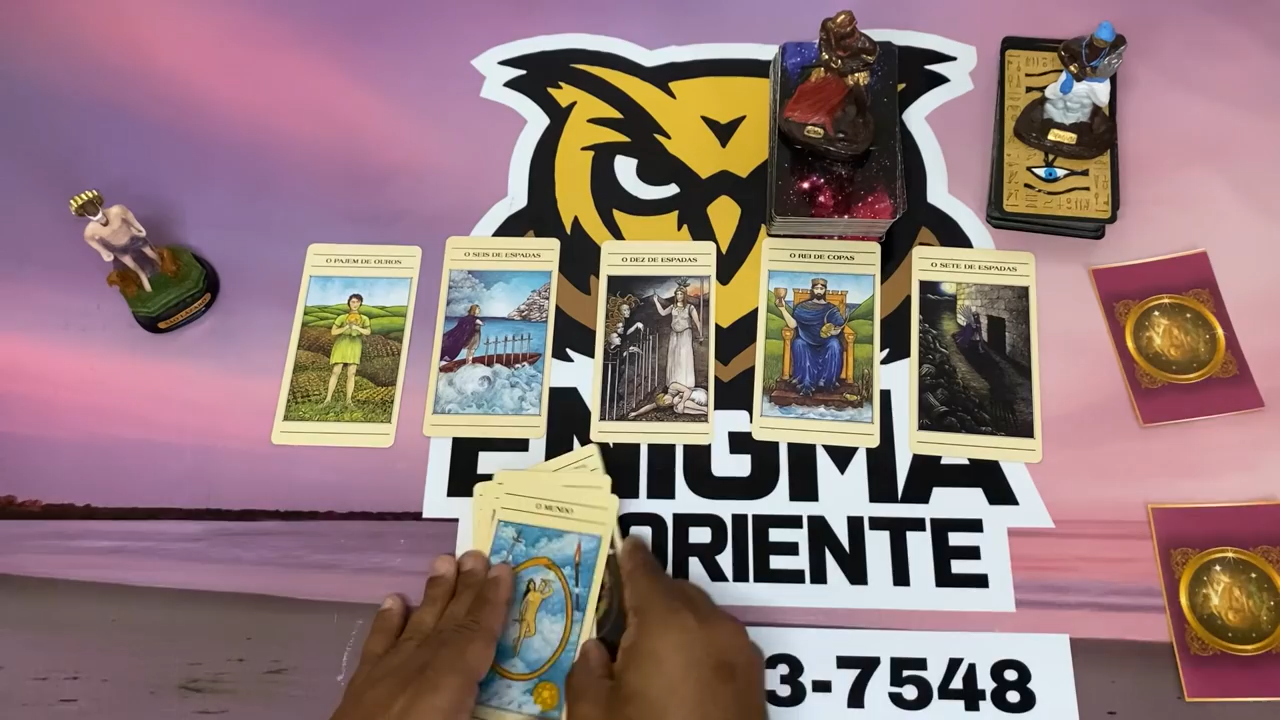 O PAJEM DE OUROS
O SEIS DE ESPADAS
O DEZ DE ESPADAS
O REI DE COPAS
O SETE DE ESPADAS
O MUNDO
ENIGMA
ORIENTE
3-7548